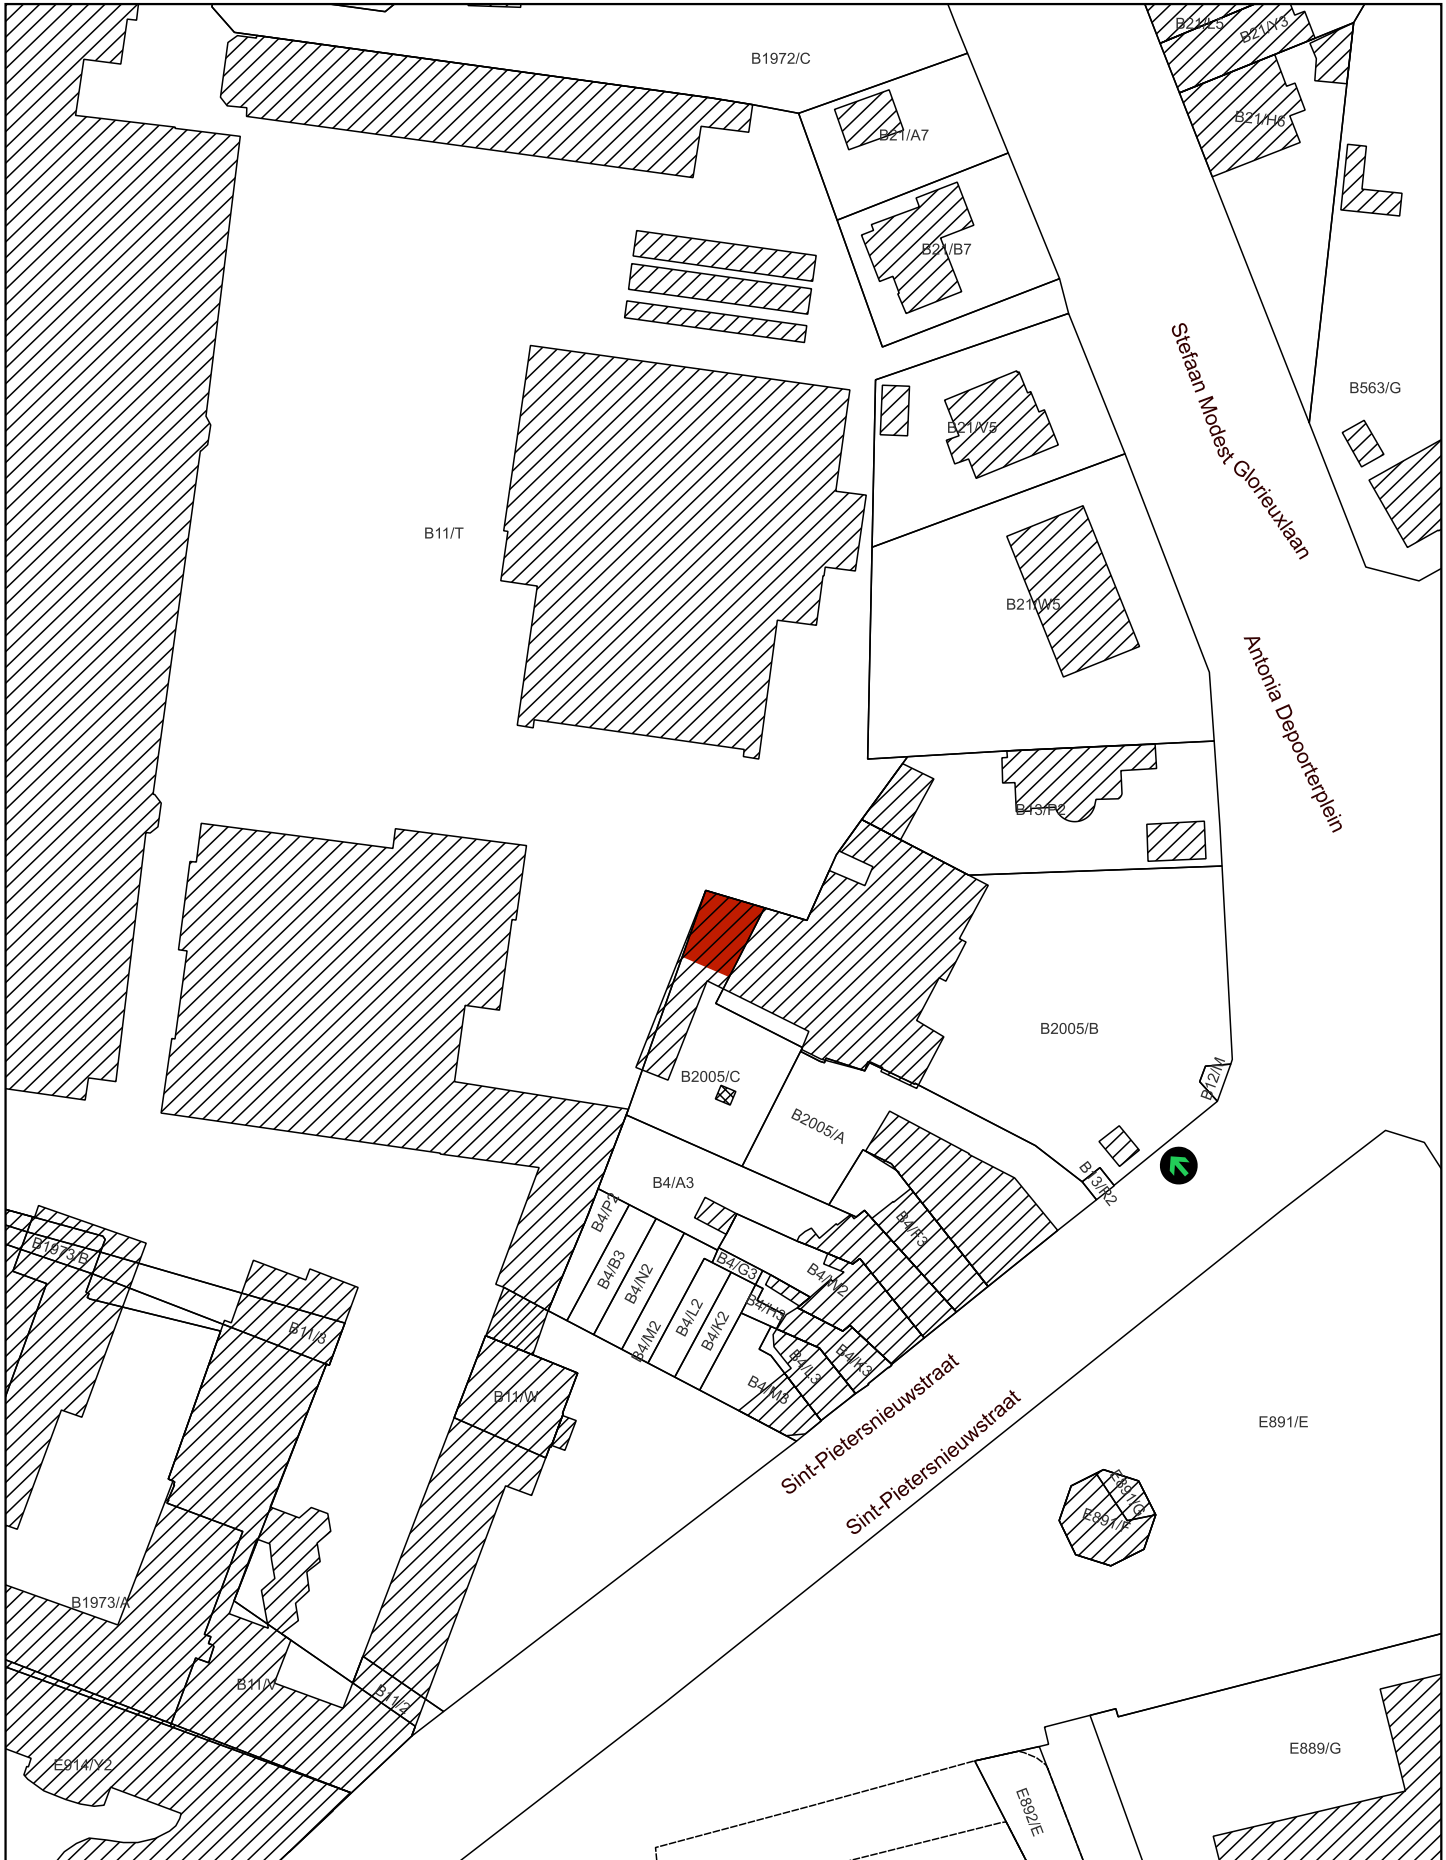 B21/L5
B21/Y3
B1972/C
B21/H6
B21/A7
B21/B7
Stefaan Modest Glorieuxlaan
B563/G
B21/V5
B11/T
B21/W5
Antonia Depoorterplein
B13/P2
B2005/B
B2005/C
B12/M
B2005/A
B4/A3
B13/R2
B4/P2
B4/F3
B1973/B
B4/B3
B4/G3
B4/N2
B4/W2
B4/H3
B11/3
B4/L2
B4/K2
B4/M2
B4/K3
B4/L3
B4/M3
B11/W
Sint-Pietersnieuwstraat
Sint-Pietersnieuwstraat
E891/E
E891/G
E891/F
B1973/A
B11/V
B11/2
E914/Y2
E889/G
E892/E